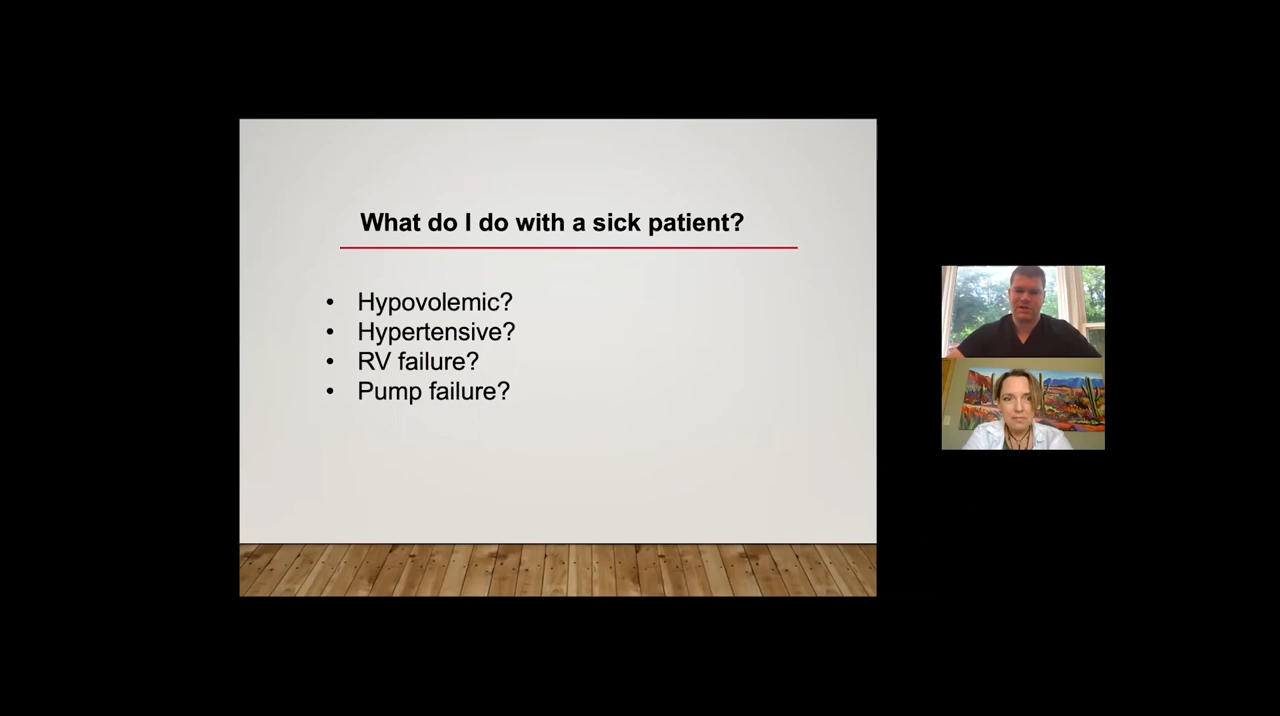 What do I do with a sick patient?
• Hypovolemic?
• Hypertensive?
• RV failure?
• Pump failure?